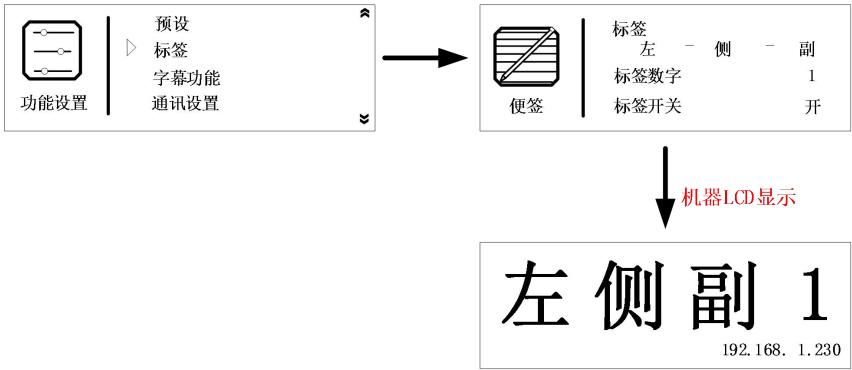 预设
标签
字幕功能
通讯设置
功能设置
标签
左 － 侧 － 副
标签数字 1
标签开关 开
便签
机器LCD显示
左侧副 1
192.168. 1.230